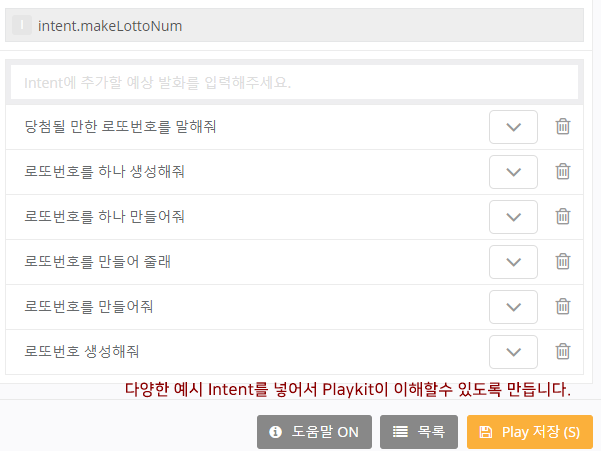 I intent.makeLottoNum
Intent에 추가할 예상 발화를 입력해주세요.
당첨될 만한 로또번호를 말해줘
로또번호를 하나 생성해줘
로또번호를 하나 만들어줘
로또번호를 만들어 줄래
로또번호를 만들어줘
로또번호 생성해줘
다양한 예시 Intent를 넣어서 Playkit이 이해할수 있도록 만듭니다.
도움말 ON 목록 Play 저장 (S)